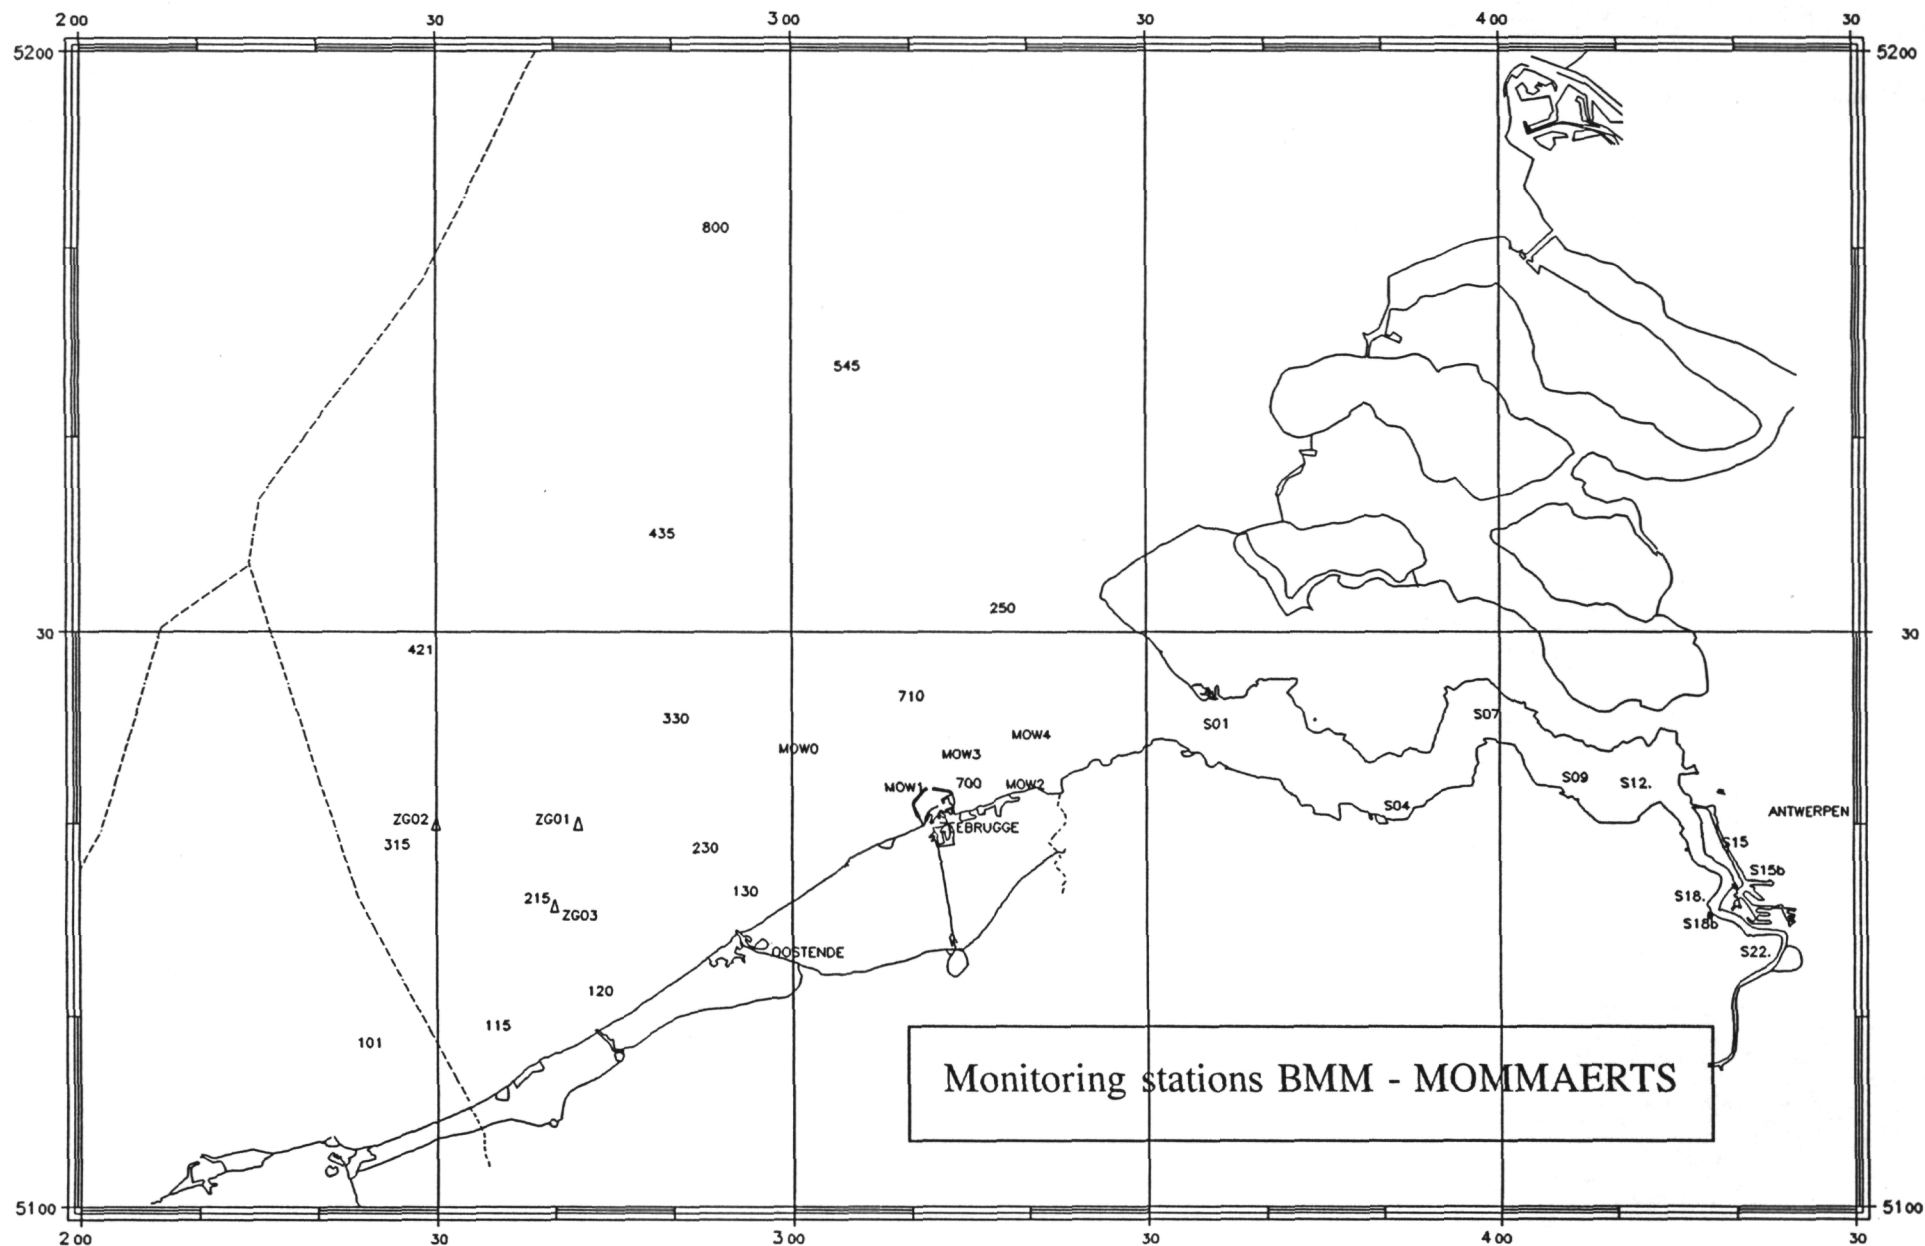 2 00 30 3 00 30 4 00 30
52 00 52 00
800
545
435
250
30 30
421
710
330
S01
S07
MOW0
MOW3
MOW4
MOW1
700
MOW2
S09
S12.
S04
ZG02
ZG01
ZEEBRUGGE
ANTWERPEN
315
230
S15
S15b
130
215
ZG03
S18.
S18b
OOSTENDE
S22.
120
115
101
Monitoring stations BMM - MOMMAERTS
51 00 51 00
2 00 30 3 00 30 4 00 30